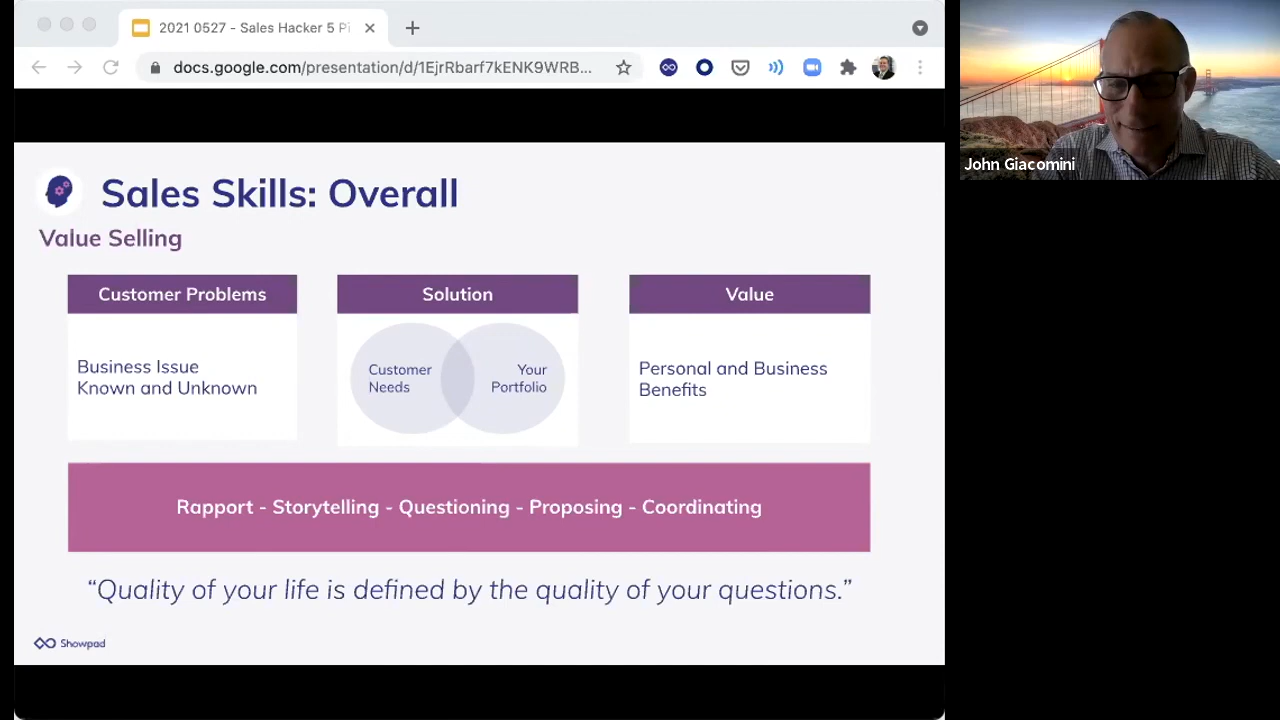 2021 0527 - Sales Hacker 5 Pi
docs.google.com/presentation/d/1EjrRbarf7kENK9WRB...
John Giacomini
Sales Skills: Overall
Value Selling
Customer Problems
Business Issue
Known and Unknown
Solution
Customer
Needs
Your
Portfolio
Value
Personal and Business
Benefits
Rapport - Storytelling - Questioning - Proposing - Coordinating
“Quality of your life is defined by the quality of your questions.”
Showpad